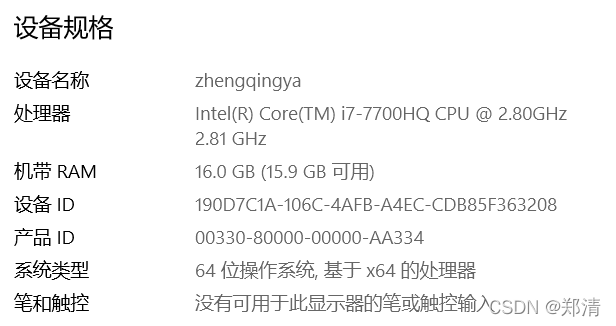 设备规格
设备名称 zhengqingya
处理器 Intel(R) Core(TM) i7-7700HQ CPU @ 2.80GHz
2.81 GHz
机带 RAM 16.0 GB (15.9 GB 可用)
设备 ID 190D7C1A-106C-4AFB-A4EC-CDB85F363208
产品 ID 00330-80000-00000-AA334
系统类型 64 位操作系统, 基于 x64 的处理器
笔和触控 没有可用于此显示器的笔或触控输入
CSDN @郑清